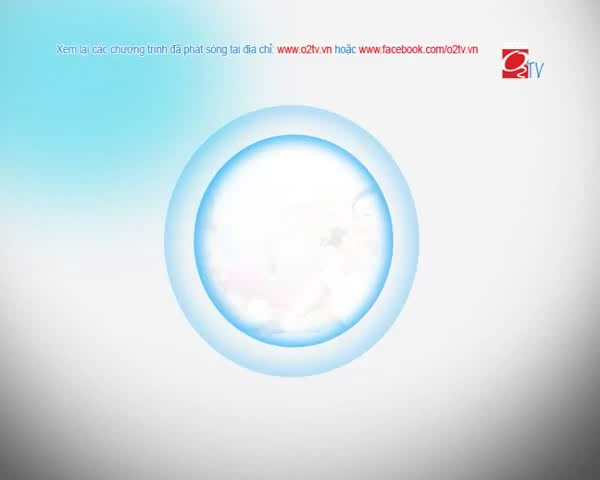 Xem lại các chương trình đã phát sóng tại địa chỉ: www.o2tv.vn hoặc www.facebook.com/o2tv.vn
O2TV